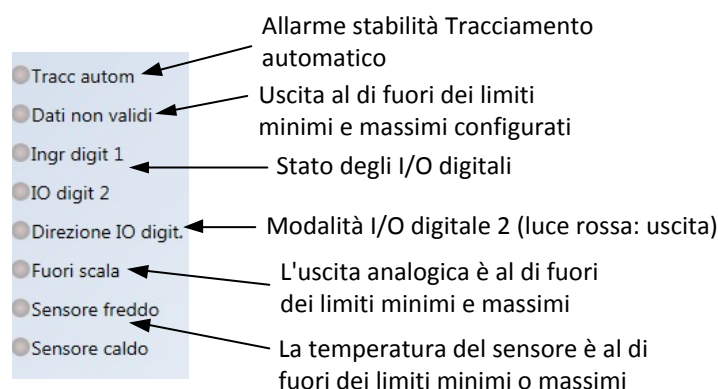 Allarme stabilità Tracciamento
automatico
Tracc autom
Uscita al di fuori dei limiti
minimi e massimi configurati
Dati non validi
Ingr digit 1
Stato degli I/O digitali
IO digit 2
Direzione IO digit.
Modalità I/O digitale 2 (luce rossa: uscita)
Fuori scala
L'uscita analogica è al di fuori
dei limiti minimi e massimi
Sensore freddo
Sensore caldo
La temperatura del sensore è al di
fuori dei limiti minimi o massimi